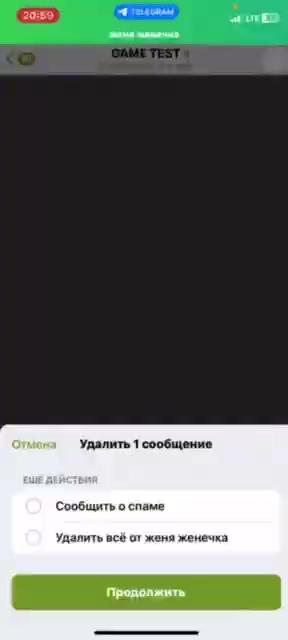 20:59
TELEGRAM
LTE
женя женечка
GAME TEST
Отмена
Удалить 1 сообщение
ЕЩЁ ДЕЙСТВИЯ
Сообщить о спаме
Удалить всё от женя женечка
Продолжить